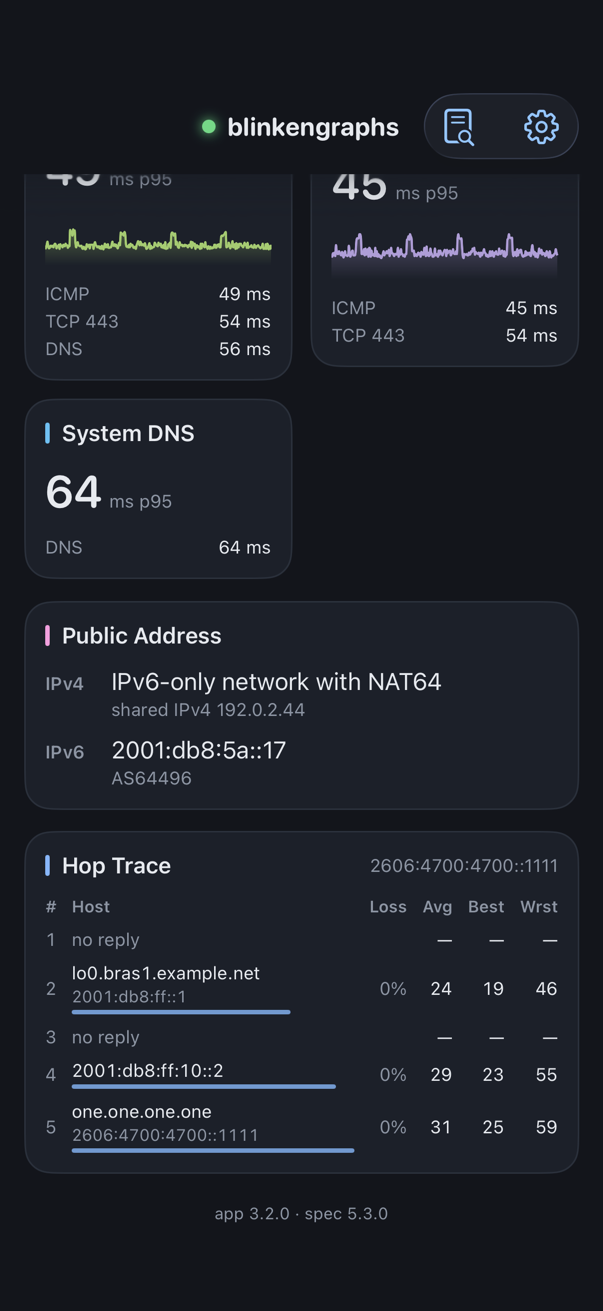 blinkengraphs
49 ms p95
ICMP 49 ms
TCP 443 54 ms
DNS 56 ms
45 ms p95
ICMP 45 ms
TCP 443 54 ms
System DNS
64 ms p95
DNS 64 ms
Public Address
IPv4 IPv6-only network with NAT64
shared IPv4 192.0.2.44
IPv6 2001:db8:5a::17
AS64496
Hop Trace 2606:4700:4700::1111
# Host Loss Avg Best Wrst
1 no reply — — —
lo0.bras1.example.net
2 2001:db8:ff::1 0% 24 19 46
3 no reply — — —
4 2001:db8:ff:10::2 0% 29 23 55
one.one.one.one
5 2606:4700:4700::1111 0% 31 25 59
app 3.2.0 · spec 5.3.0